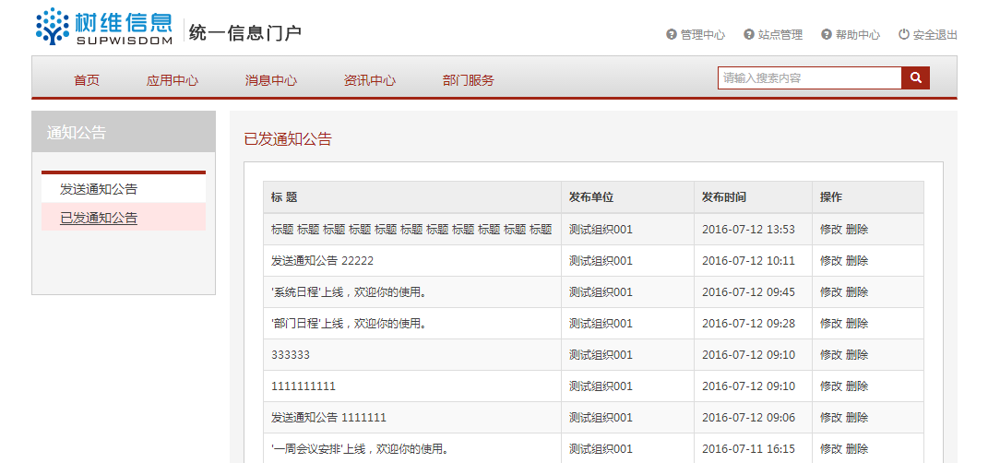 树维信息
SUPWISDOM
统一信息门户
管理中心 站点管理 帮助中心 安全退出
首页 应用中心 消息中心 资讯中心 部门服务 请输入搜索内容
通知公告
发送通知公告
已发通知公告
已发通知公告
标 题 发布单位 发布时间 操作
标题 标题 标题 标题 标题 标题 标题 标题 标题 标题 标题 测试组织001 2016-07-12 13:53 修改 删除
发送通知公告 22222 测试组织001 2016-07-12 10:11 修改 删除
'系统日程'上线，欢迎你的使用。 测试组织001 2016-07-12 09:45 修改 删除
'部门日程'上线，欢迎你的使用。 测试组织001 2016-07-12 09:28 修改 删除
333333 测试组织001 2016-07-12 09:10 修改 删除
1111111111 测试组织001 2016-07-12 09:10 修改 删除
发送通知公告 1111111 测试组织001 2016-07-12 09:06 修改 删除
'一周会议安排'上线，欢迎你的使用。 测试组织001 2016-07-11 16:15 修改 删除